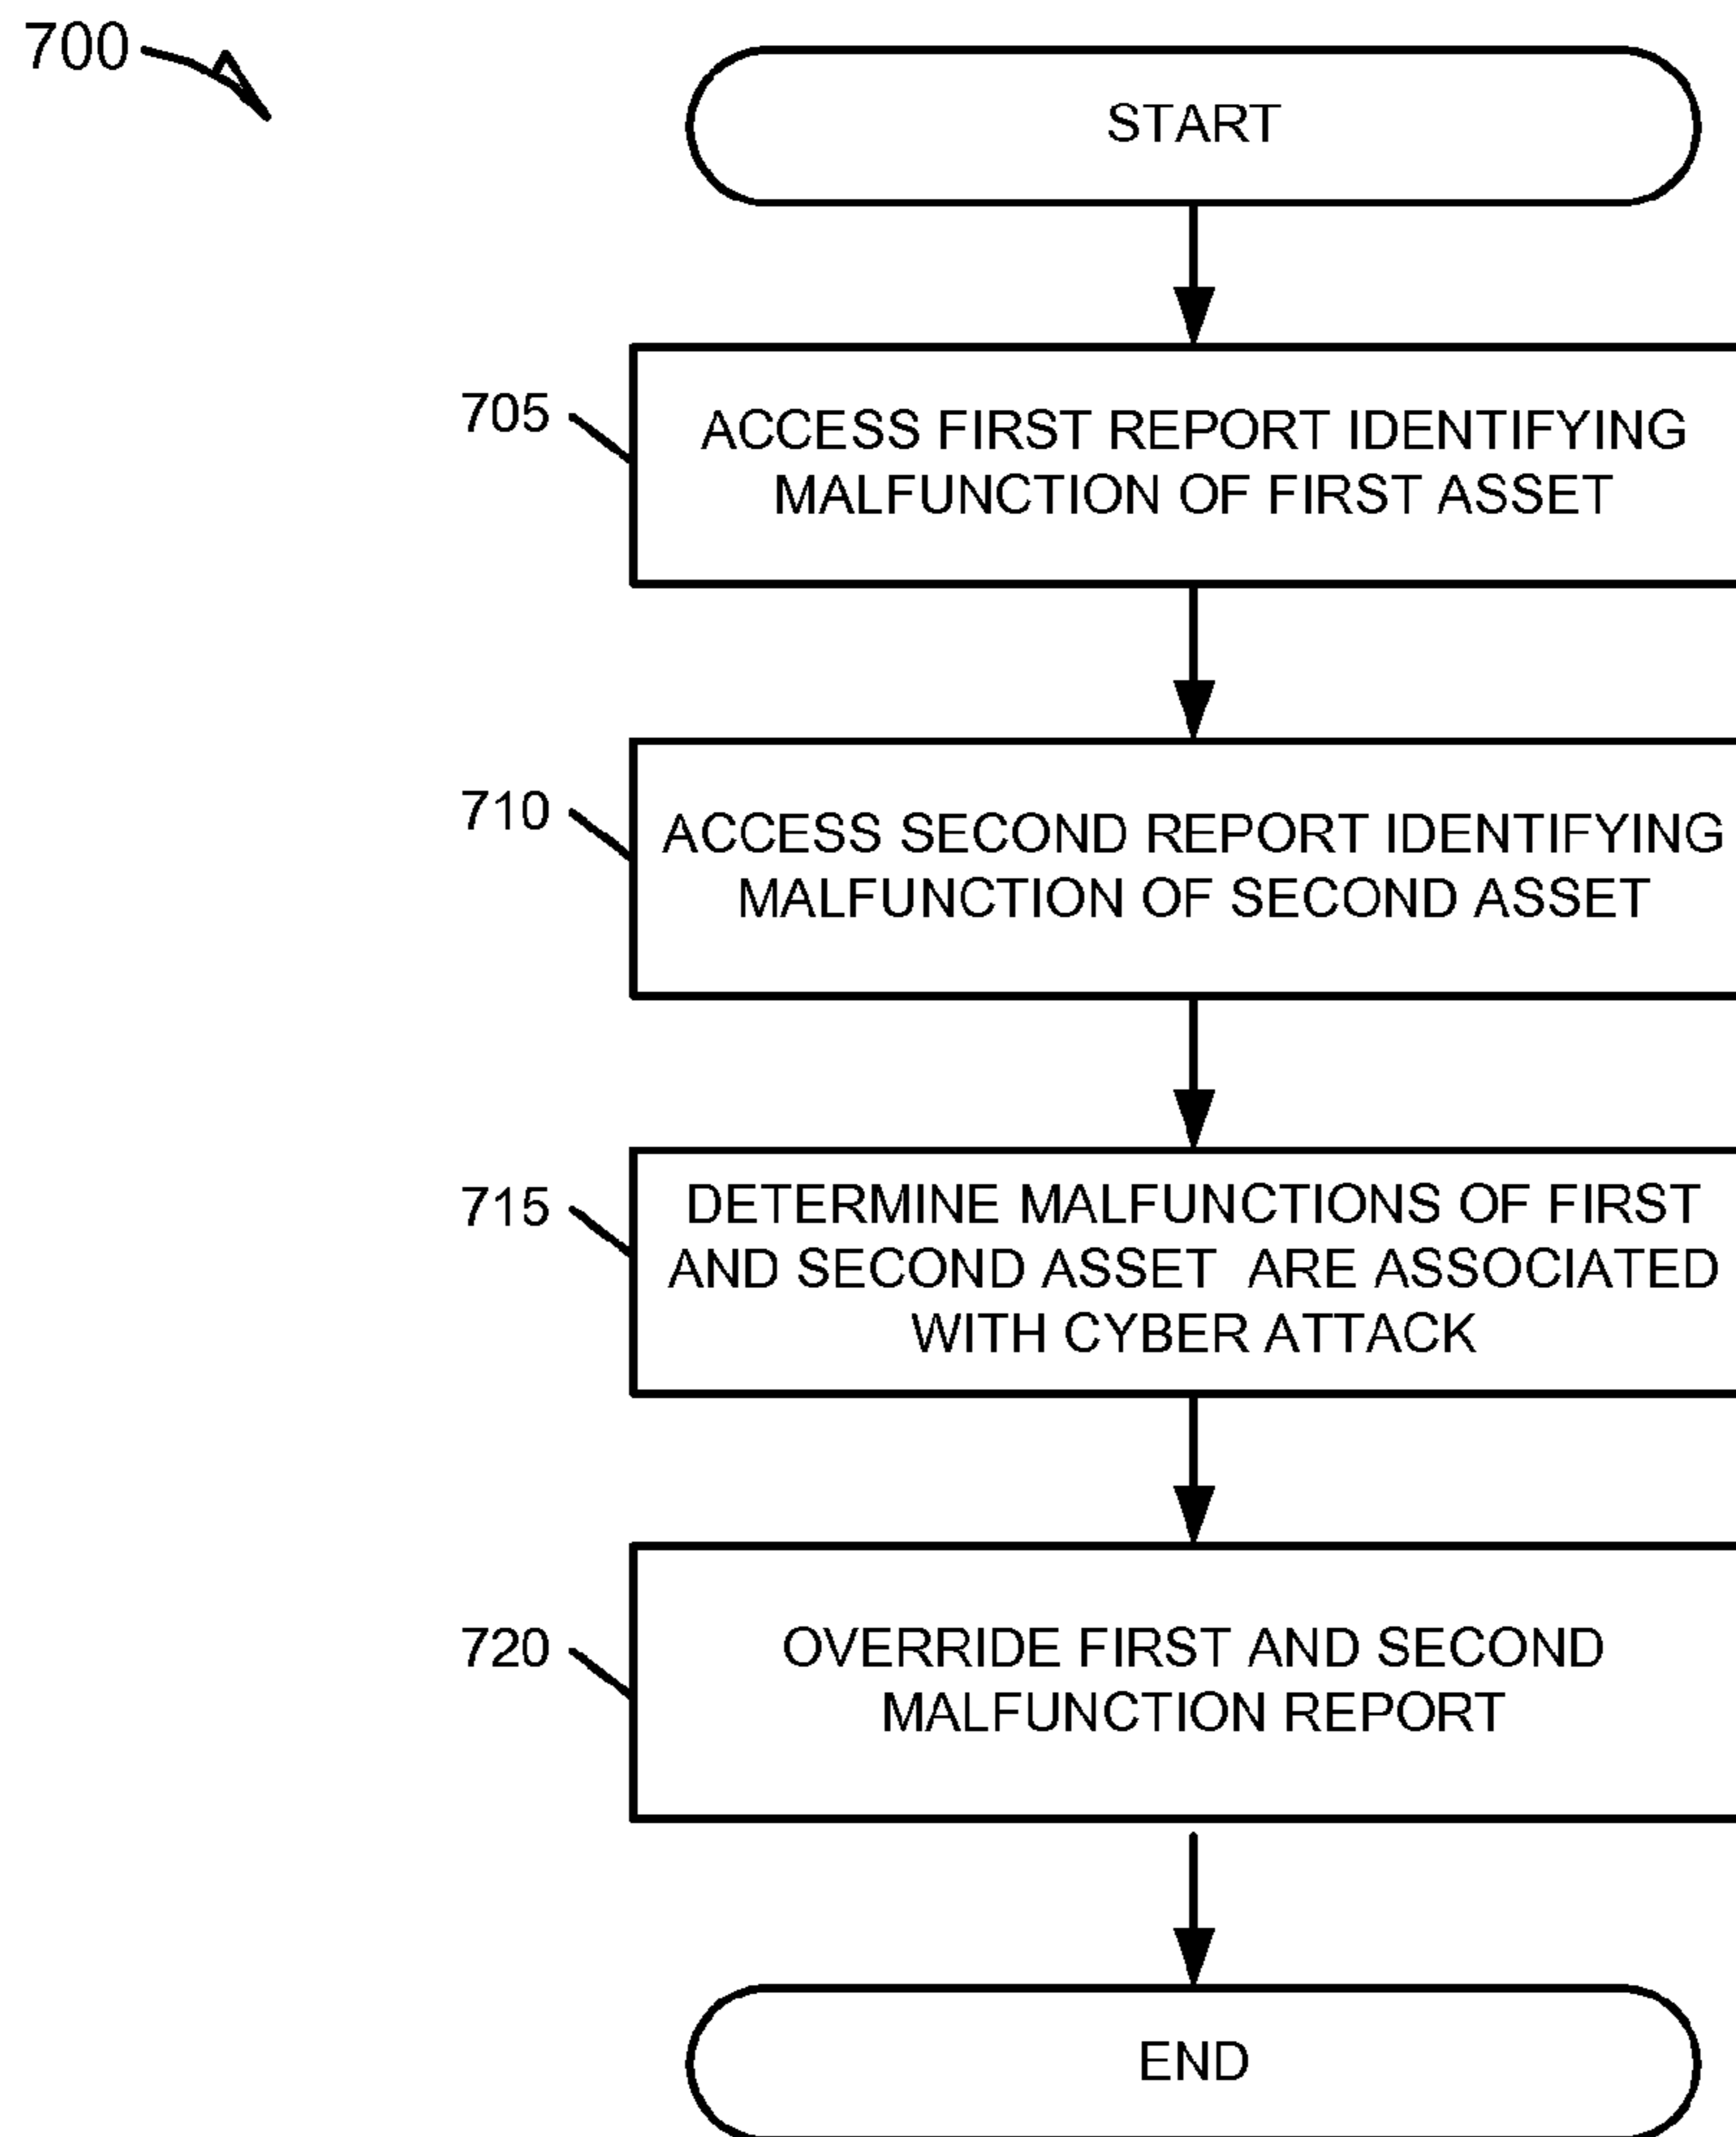 700
START
705
ACCESS FIRST REPORT IDENTIFYING
MALFUNCTION OF FIRST ASSET
710
ACCESS SECOND REPORT IDENTIFYING
MALFUNCTION OF SECOND ASSET
715
DETERMINE MALFUNCTIONS OF FIRST
AND SECOND ASSET ARE ASSOCIATED
WITH CYBER ATTACK
720
OVERRIDE FIRST AND SECOND
MALFUNCTION REPORT
END